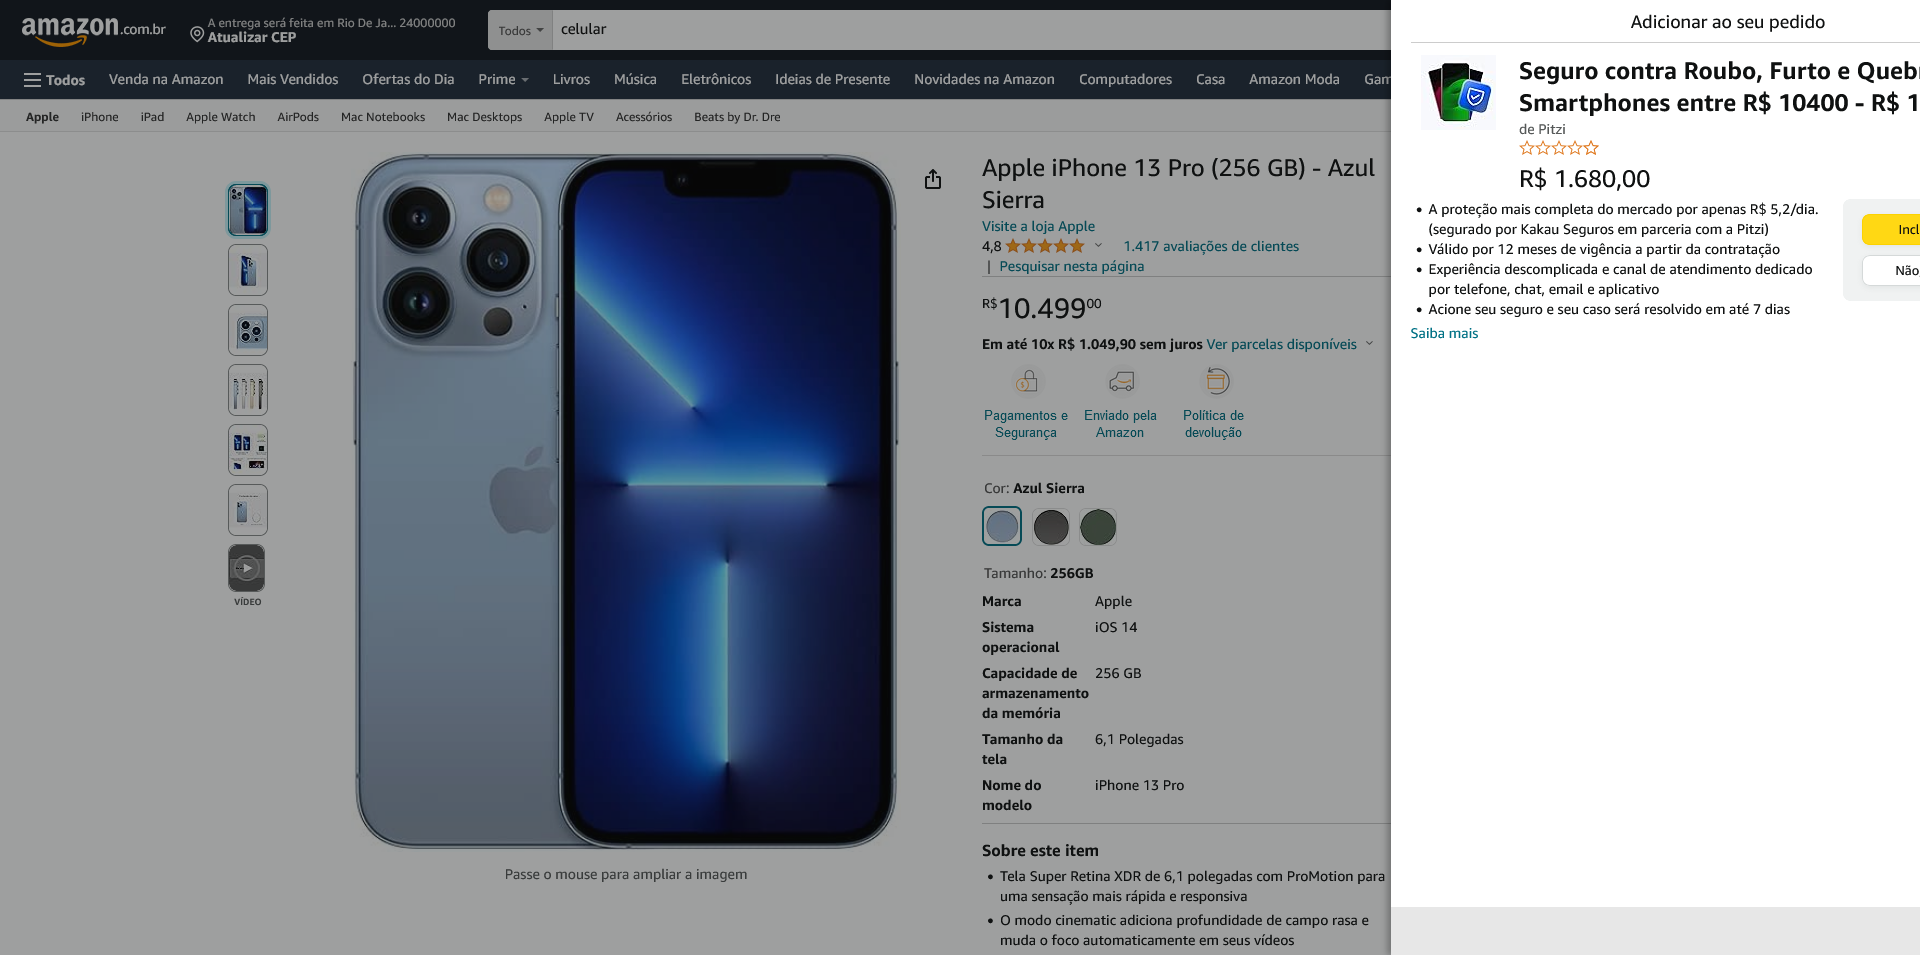 amazon.com.br
A entrega será feita em Rio De Ja... 24000000
Atualizar CEP
Todos
celular
Todos
Venda na Amazon
Mais Vendidos
Ofertas do Dia
Prime
Livros
Música
Eletrônicos
Ideias de Presente
Novidades na Amazon
Computadores
Casa
Amazon Moda
Gam
Apple
iPhone
iPad
Apple Watch
AirPods
Mac Notebooks
Mac Desktops
Apple TV
Acessórios
Beats by Dr. Dre
VÍDEO
Passe o mouse para ampliar a imagem
Apple iPhone 13 Pro (256 GB) - Azul
Sierra
Visite a loja Apple
4,8
1.417 avaliações de clientes
| Pesquisar nesta página
R$10.49900
Em até 10x R$ 1.049,90 sem juros Ver parcelas disponíveis
Pagamentos e
Segurança
Enviado pela
Amazon
Política de
devolução
Cor: Azul Sierra
Tamanho: 256GB
Marca Apple
Sistema iOS 14
operacional
Capacidade de 256 GB
armazenamento
da memória
Tamanho da 6,1 Polegadas
tela
Nome do iPhone 13 Pro
modelo
Sobre este item
• Tela Super Retina XDR de 6,1 polegadas com ProMotion para
uma sensação mais rápida e responsiva
• O modo cinematic adiciona profundidade de campo rasa e
muda o foco automaticamente em seus vídeos
Adicionar ao seu pedido
Seguro contra Roubo, Furto e Queb
Smartphones entre R$ 10400 - R$ 1
de Pitzi
R$ 1.680,00
• A proteção mais completa do mercado por apenas R$ 5,2/dia.
(segurado por Kakau Seguros em parceria com a Pitzi)
• Válido por 12 meses de vigência a partir da contratação
• Experiência descomplicada e canal de atendimento dedicado
por telefone, chat, email e aplicativo
• Acione seu seguro e seu caso será resolvido em até 7 dias
Saiba mais
Incl
Não,